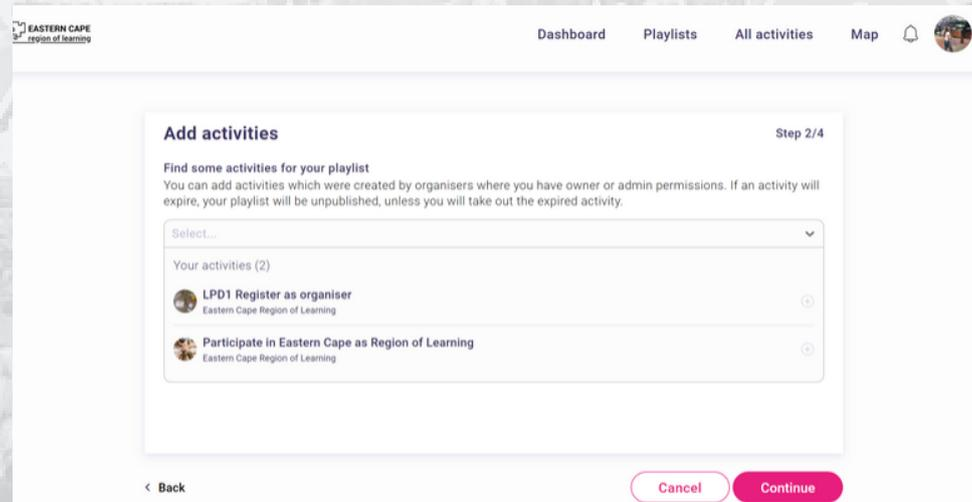 EASTERN CAPE
region of learning
Dashboard Playlists All activities Map
Add activities Step 2/4
Find some activities for your playlist
You can add activities which were created by organisers where you have owner or admin permissions. If an activity will
expire, your playlist will be unpublished, unless you will take out the expired activity.
Select...
Your activities (2)
LPD1 Register as organiser
Eastern Cape Region of Learning
Participate in Eastern Cape as Region of Learning
Eastern Cape Region of Learning
Back Cancel Continue